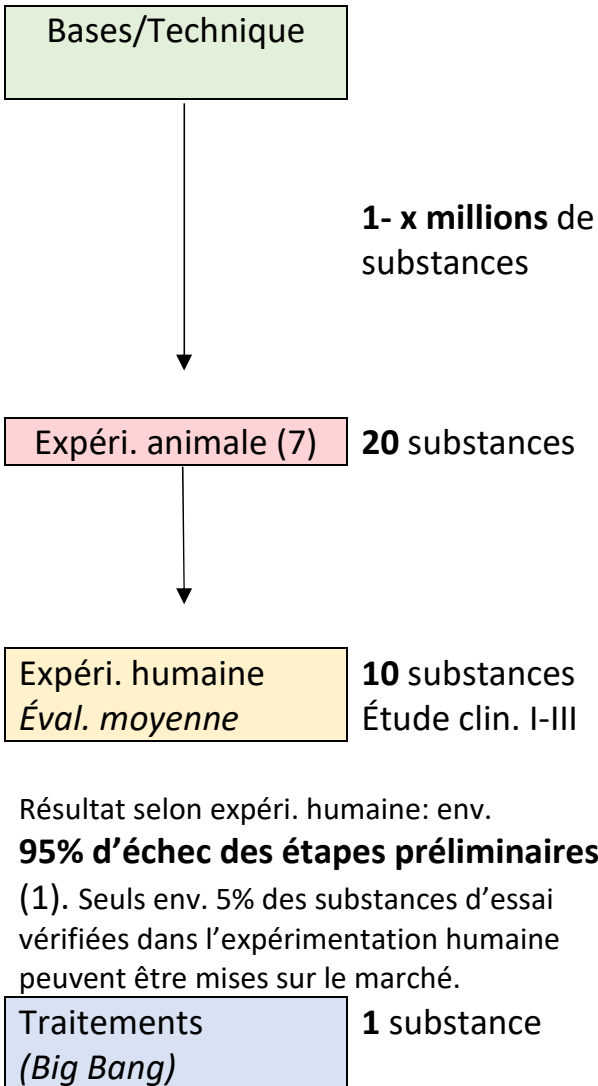 Bases/Technique
1- x millions de
substances
Expéri. animale (7)
20 substances
Expéri. humaine
10 substances
Éval. moyenne
Étude clin. I-III
Résultat selon expéri. humaine: env.
95% d’échec des étapes préliminaires
(1). Seuls env. 5% des substances d’essai
vérifiées dans l’expérimentation humaine
peuvent être mises sur le marché.
Traitements
1 substance
(Big Bang)